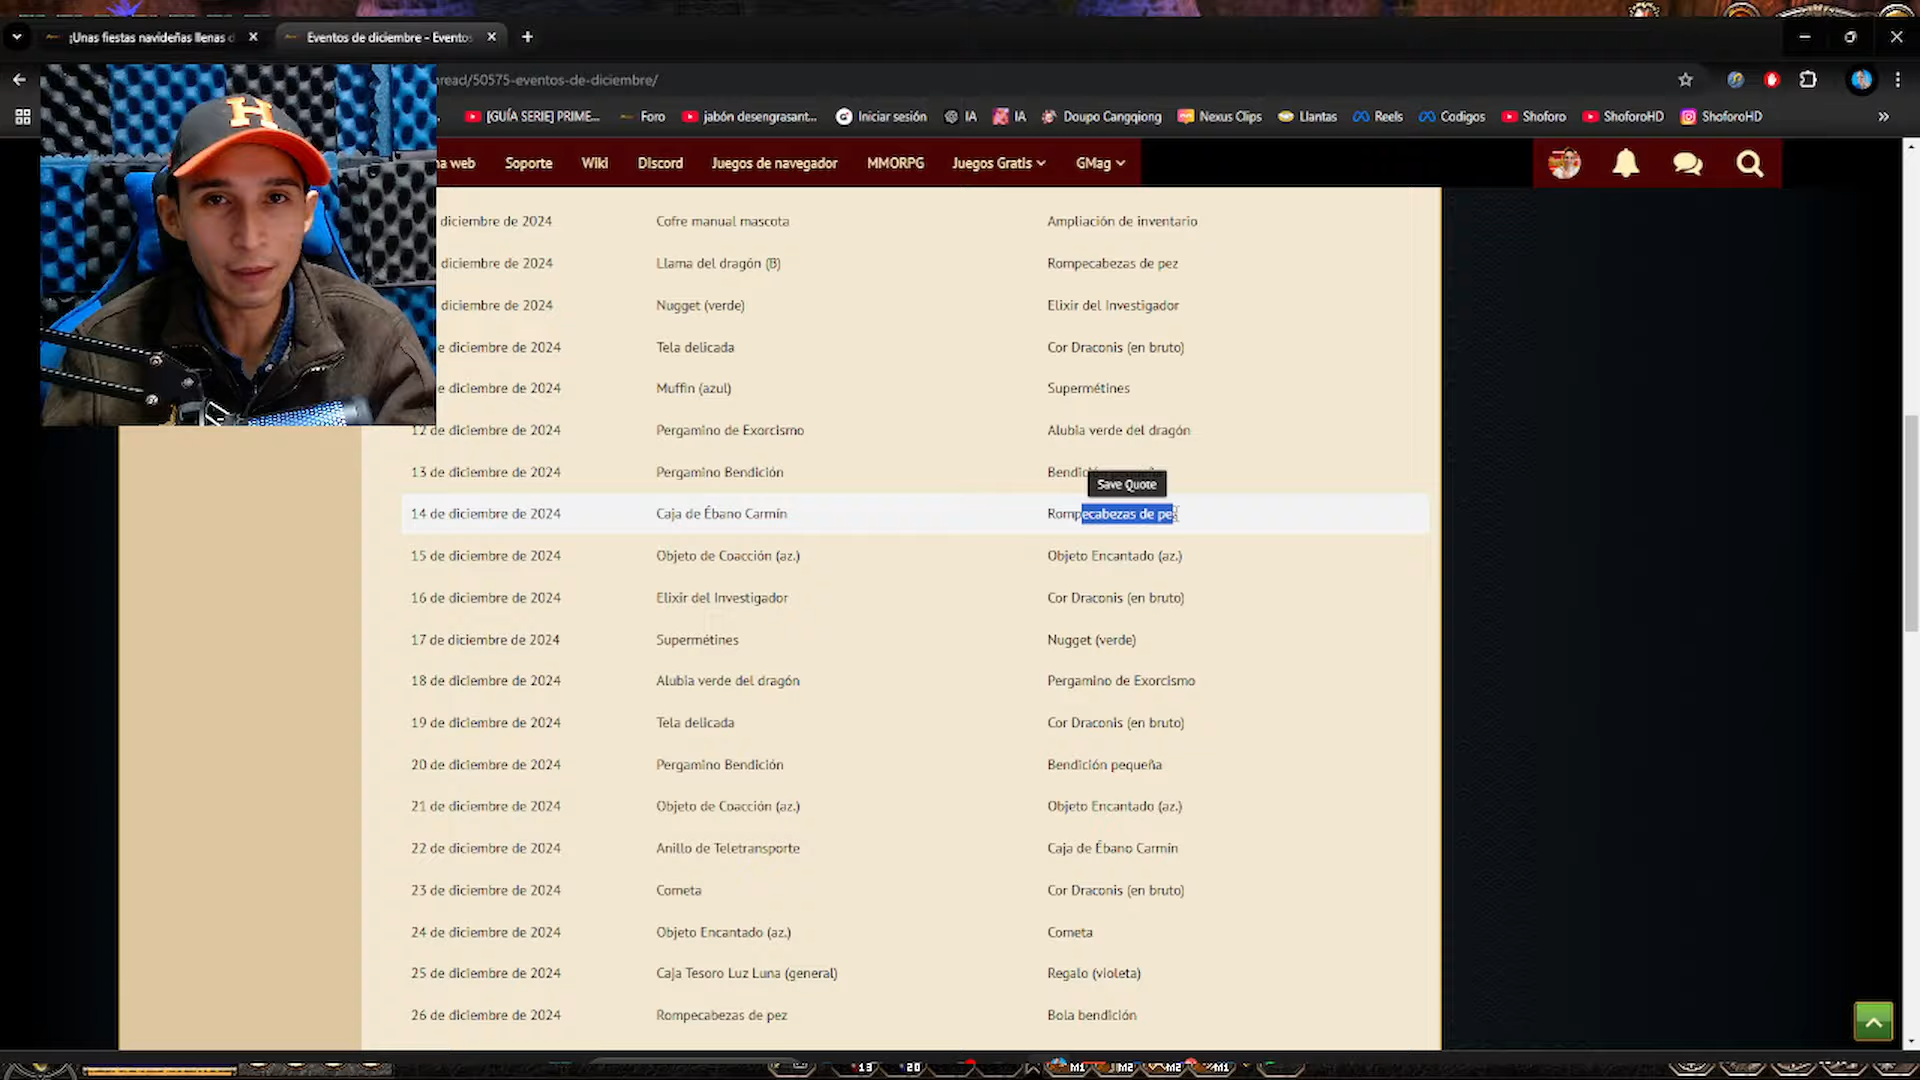 ¡Unas fiestas navideñas llenas d
Eventos de diciembre - Evento
read/50575-eventos-de-diciembre/
[GUÍA SERIE] PRIME...
Foro
jabón desengrasant...
Iniciar sesión
IA
IA
Doupo Cangqiong
Nexus Clips
Llantas
Reels
Codigos
Shoforo
ShoforoHD
ShoforoHD
»
na web
Soporte
Wiki
Discord
Juegos de navegador
MMORPG
Juegos Gratis
GMag
H
diciembre de 2024 Cofre manual mascota Ampliación de inventario
diciembre de 2024 Llama del dragón (B) Rompecabezas de pez
diciembre de 2024 Nugget (verde) Elixir del Investigador
e diciembre de 2024 Tela delicada Cor Draconis (en bruto)
de diciembre de 2024 Muffin (azul) Supermétines
12 de diciembre de 2024 Pergamino de Exorcismo Alubia verde del dragón
13 de diciembre de 2024 Pergamino Bendición Bendici
Save Quote
14 de diciembre de 2024 Caja de Ébano Carmín Rompecabezas de pez
15 de diciembre de 2024 Objeto de Coacción (az.) Objeto Encantado (az.)
16 de diciembre de 2024 Elixir del Investigador Cor Draconis (en bruto)
17 de diciembre de 2024 Supermétines Nugget (verde)
18 de diciembre de 2024 Alubia verde del dragón Pergamino de Exorcismo
19 de diciembre de 2024 Tela delicada Cor Draconis (en bruto)
20 de diciembre de 2024 Pergamino Bendición Bendición pequeña
21 de diciembre de 2024 Objeto de Coacción (az.) Objeto Encantado (az.)
22 de diciembre de 2024 Anillo de Teletransporte Caja de Ébano Carmín
23 de diciembre de 2024 Cometa Cor Draconis (en bruto)
24 de diciembre de 2024 Objeto Encantado (az.) Cometa
25 de diciembre de 2024 Caja Tesoro Luz Luna (general) Regalo (violeta)
26 de diciembre de 2024 Rompecabezas de pez Bola bendición
13 20 M1 M2 M2 M1